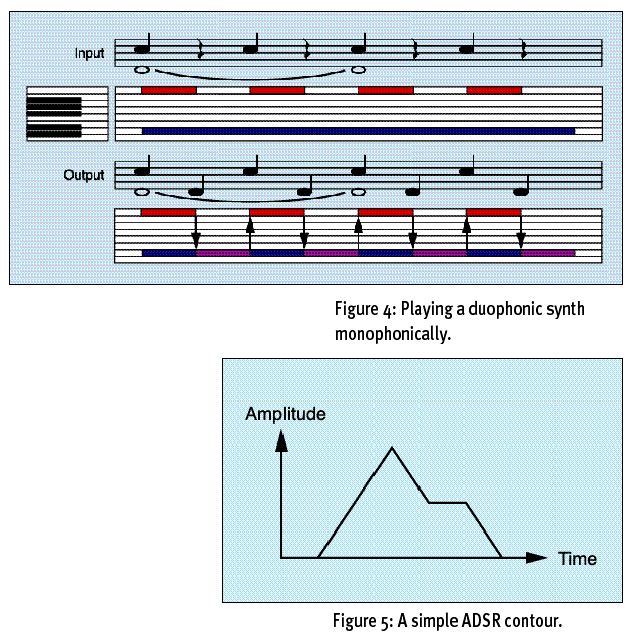 Input
Output
Figure 4: Playing a duophonic synth
monophonically.
Amplitude
Time
Figure 5: A simple ADSR contour.